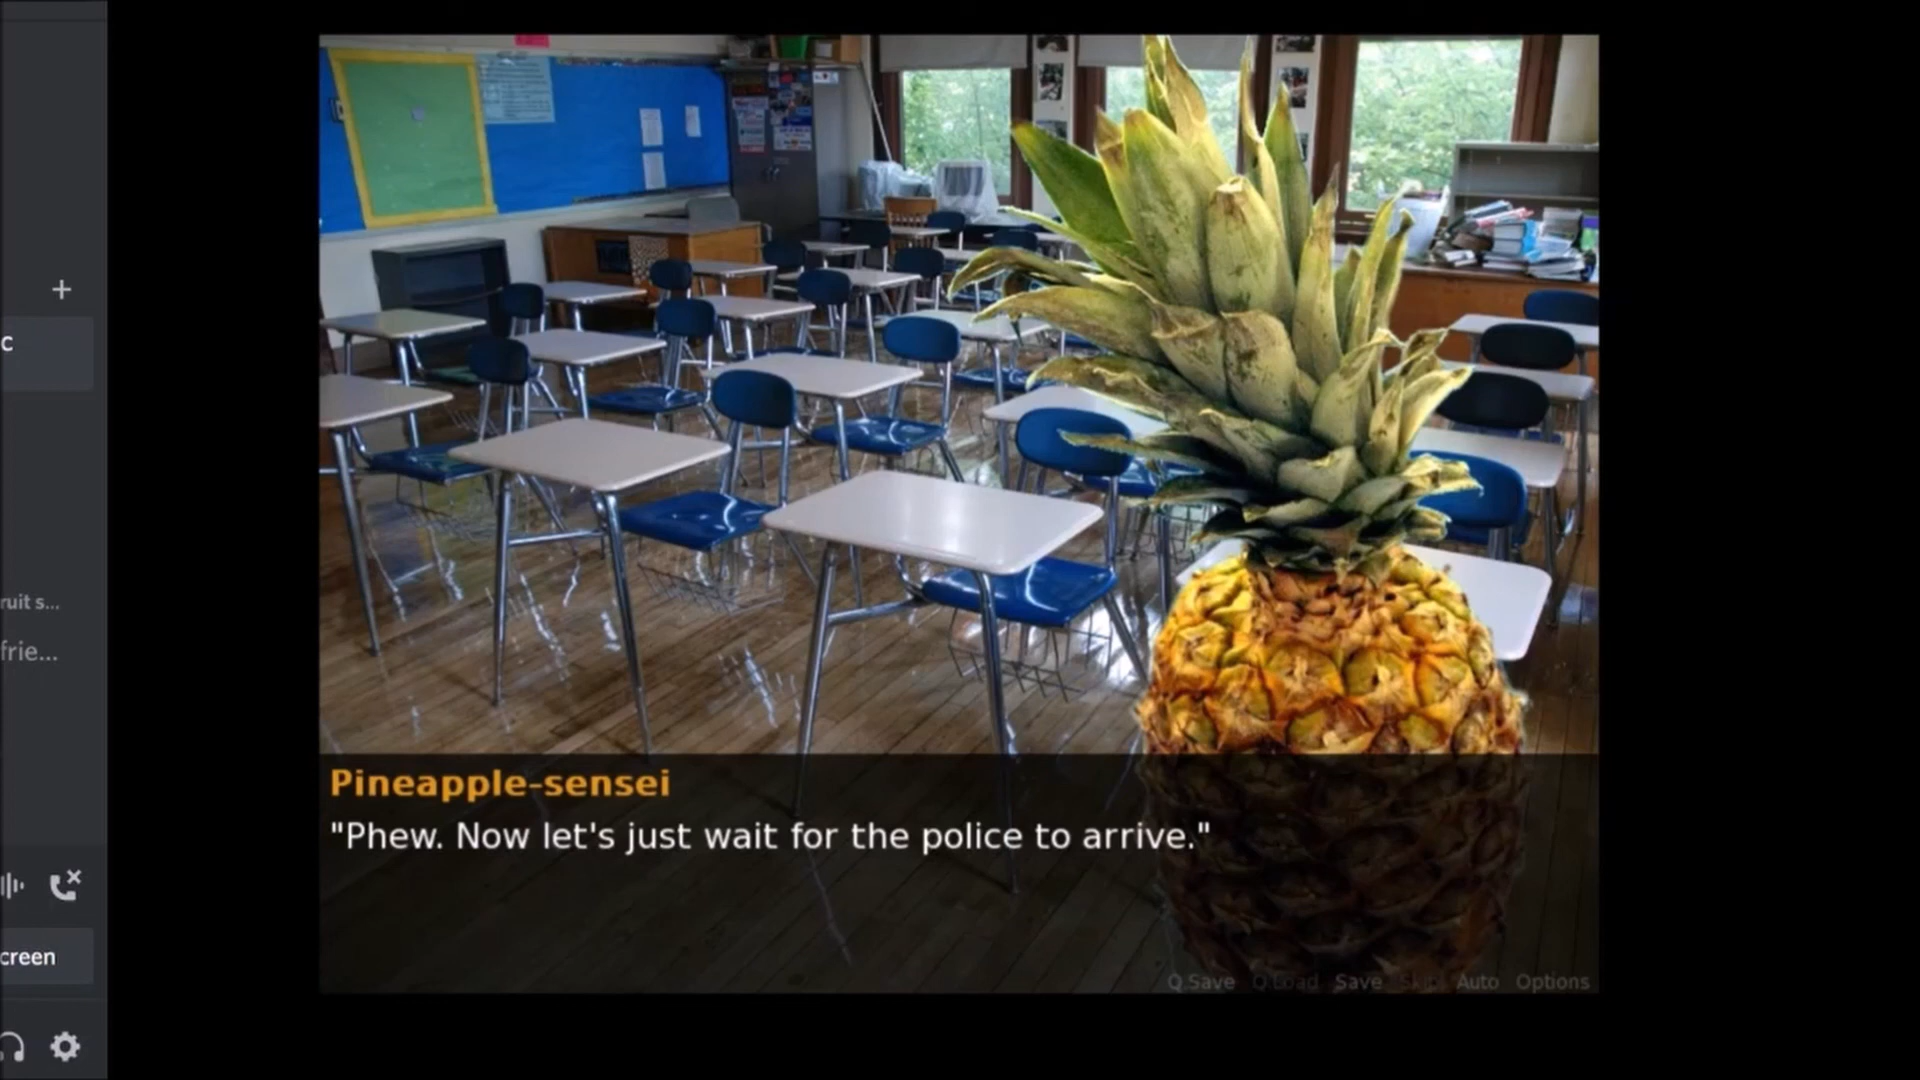 c
ruit s...
frie...
creen
Pineapple-sensei
"Phew. Now let's just wait for the police to arrive."
Q.Save Q.Load Save Skip Auto Options